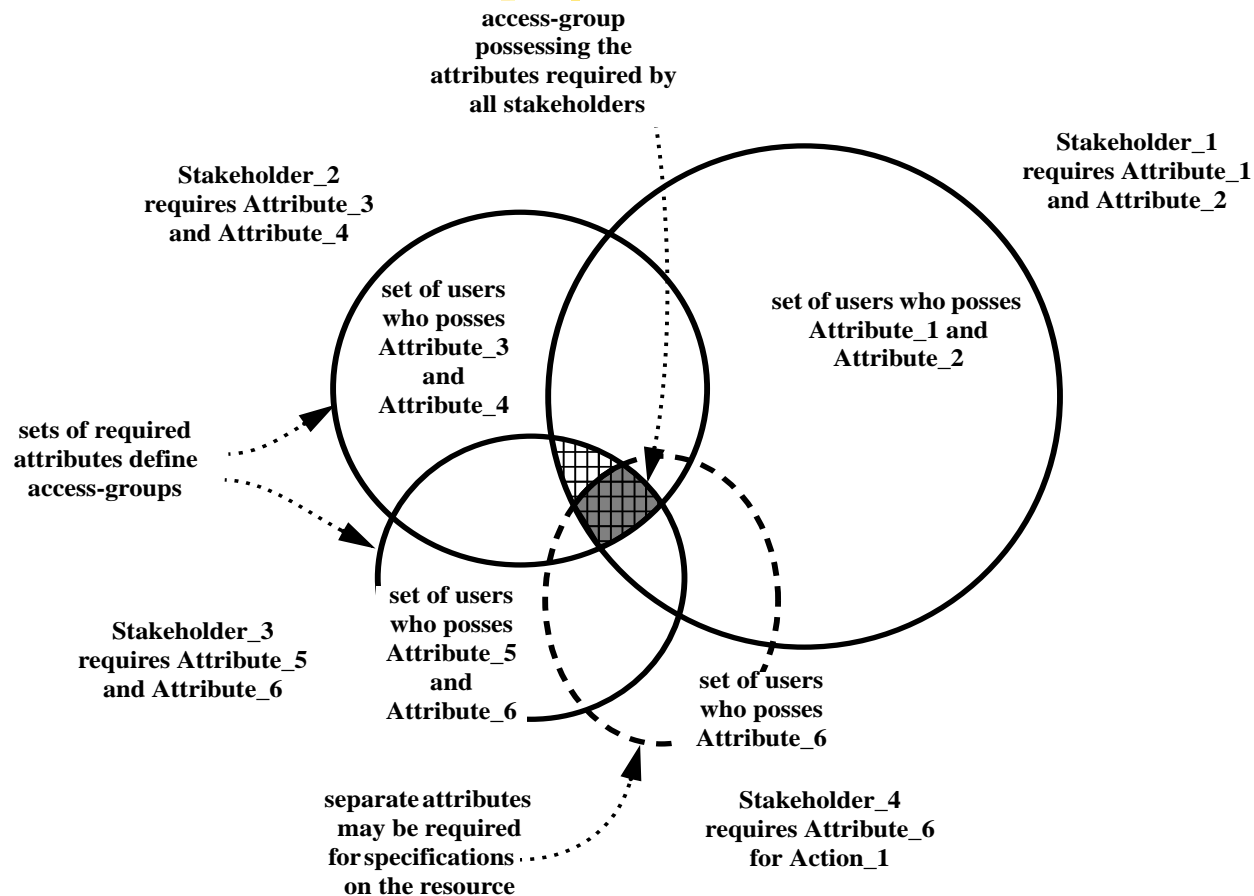 access-group
possessing the
attributes required by
all stakeholders
Stakeholder_1
requires Attribute_1
and Attribute_2
Stakeholder_2
requires Attribute_3
and Attribute_4
set of users
who posses
Attribute_3
and
Attribute_4
set of users who posses
Attribute_1 and
Attribute_2
sets of required
attributes define
access-groups
set of users
who posses
Attribute_5
and
Attribute_6
Stakeholder_3
requires Attribute_5
and Attribute_6
set of users
who posses
Attribute_6
separate attributes
may be required
for specifications
on the resource
Stakeholder_4
requires Attribute_6
for Action_1